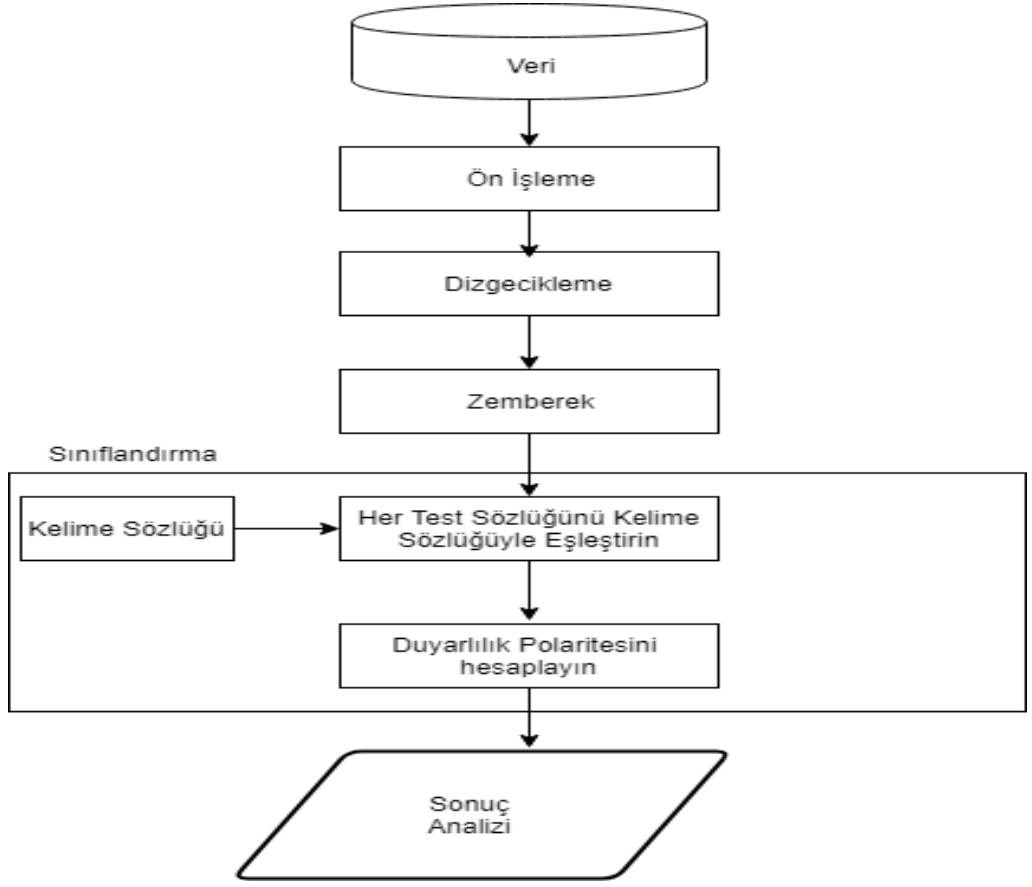 Veri
Ön İşleme
Dizgecikleme
Zemberek
Sınıflandırma
Kelime Sözlüğü
Her Test Sözlüğünü Kelime
Sözlüğüyle Eşleştirin
Duyarlılık Polaritesini
hesaplayın
Sonuç
Analizi